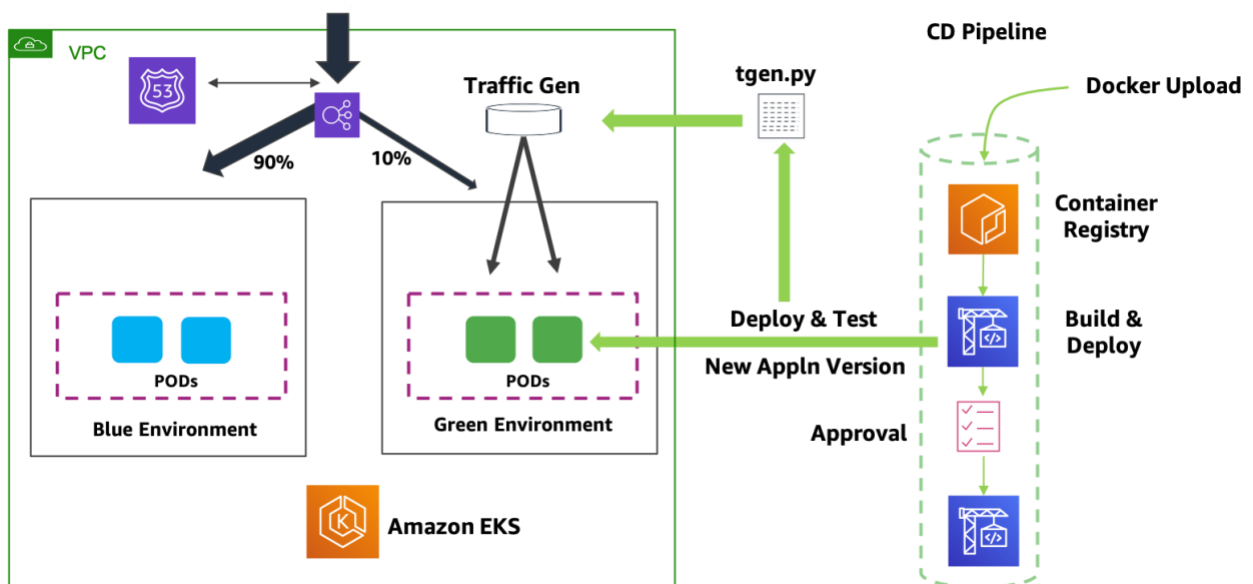 VPC
53
90%
10%
Traffic Gen
PODs
Blue Environment
PODs
Green Environment
K
Amazon EKS
tgen.py
Deploy & Test
New Appln Version
CD Pipeline
Docker Upload
Container
Registry
</>
Build &
Deploy
Approval
</>